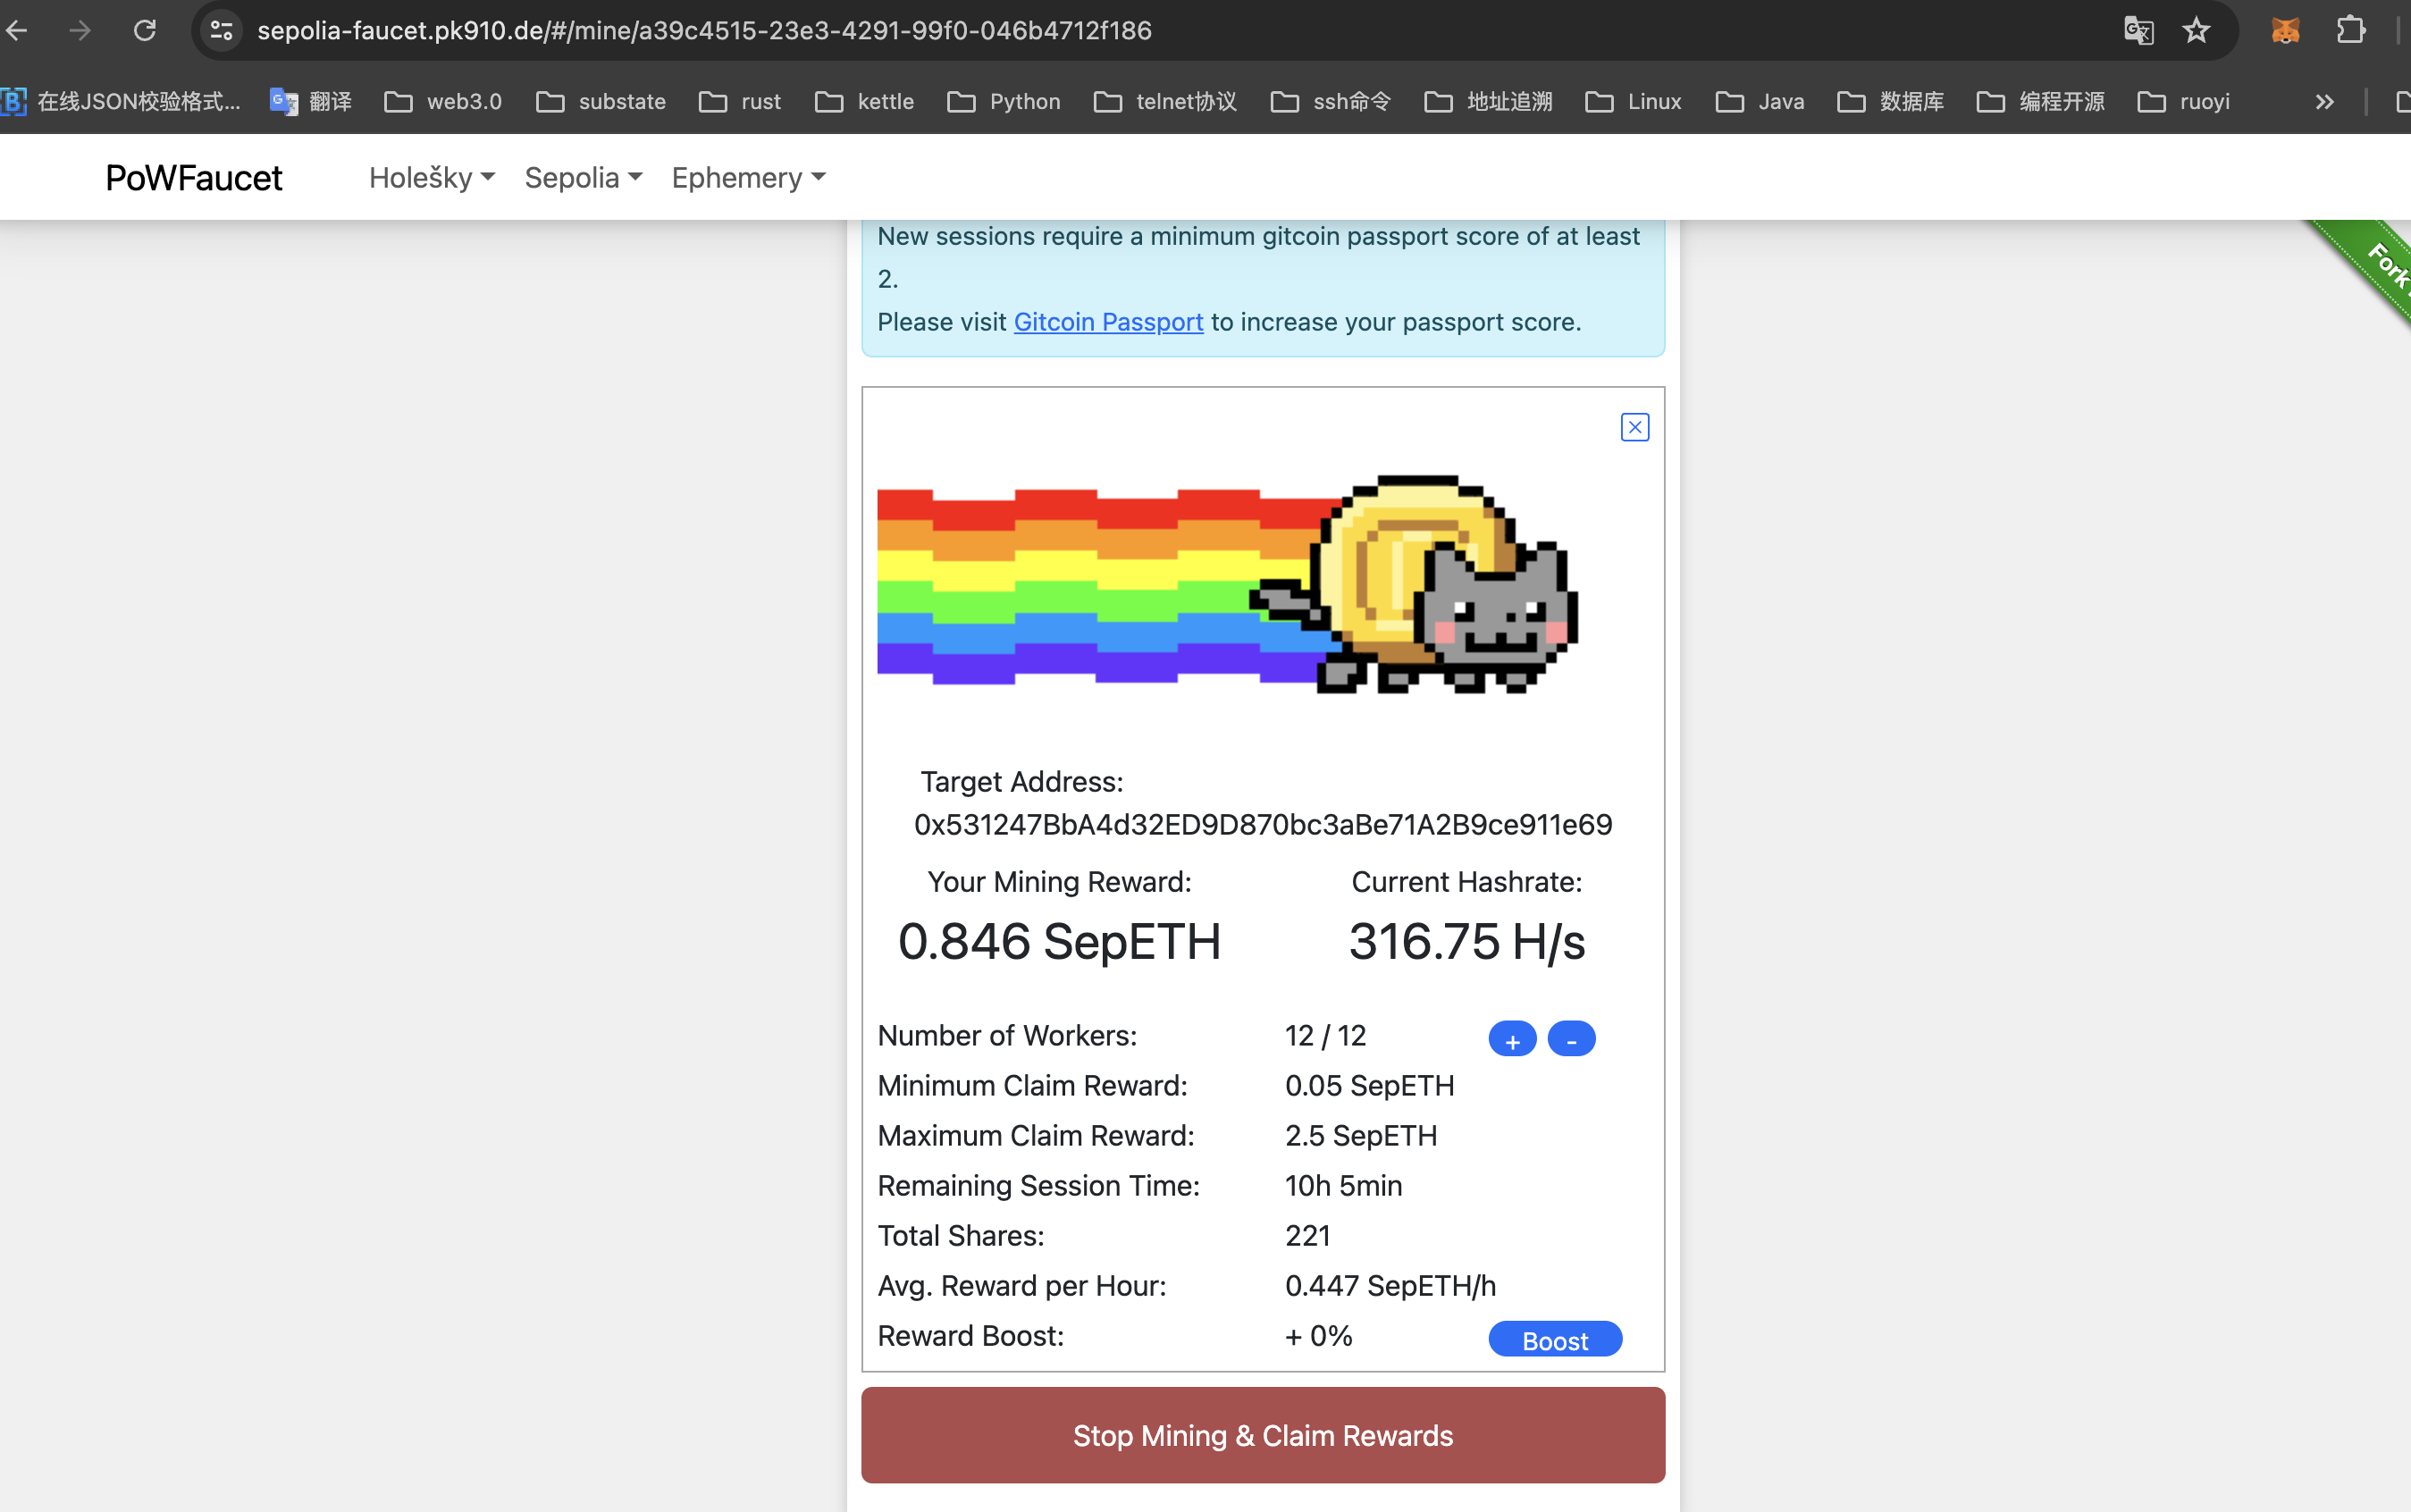 sepolia-faucet.pk910.de/#/mine/a39c4515-23e3-4291-99f0-046b4712f186
在线JSON校验格式... 翻译 web3.0 substate rust kettle Python telnet协议 ssh命令 地址追溯 Linux Java 数据库 编程开源 ruoyi »
PoWFaucet Holešky Sepolia Ephemery
Fork
New sessions require a minimum gitcoin passport score of at least
2.
Please visit Gitcoin Passport to increase your passport score.
Target Address:
0x531247BbA4d32ED9D870bc3aBe71A2B9ce911e69
Your Mining Reward: Current Hashrate:
0.846 SepETH 316.75 H/s
Number of Workers: 12 / 12 + -
Minimum Claim Reward: 0.05 SepETH
Maximum Claim Reward: 2.5 SepETH
Remaining Session Time: 10h 5min
Total Shares: 221
Avg. Reward per Hour: 0.447 SepETH/h
Reward Boost: + 0% Boost
Stop Mining & Claim Rewards